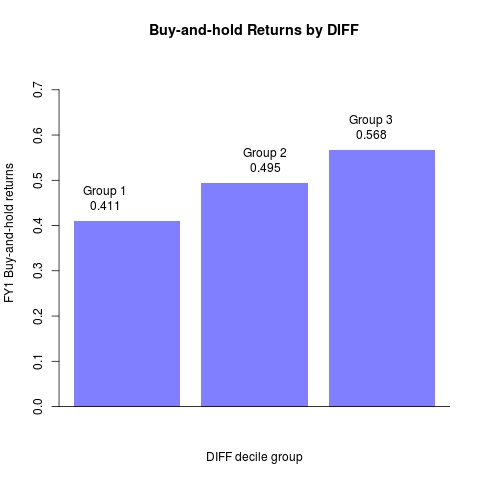 Buy-and-hold Returns by DIFF
FY1 Buy-and-hold returns
0.7
0.6
0.5
0.4
0.3
0.2
0.1
0.0
Group 1
0.411
Group 2
0.495
Group 3
0.568
DIFF decile group